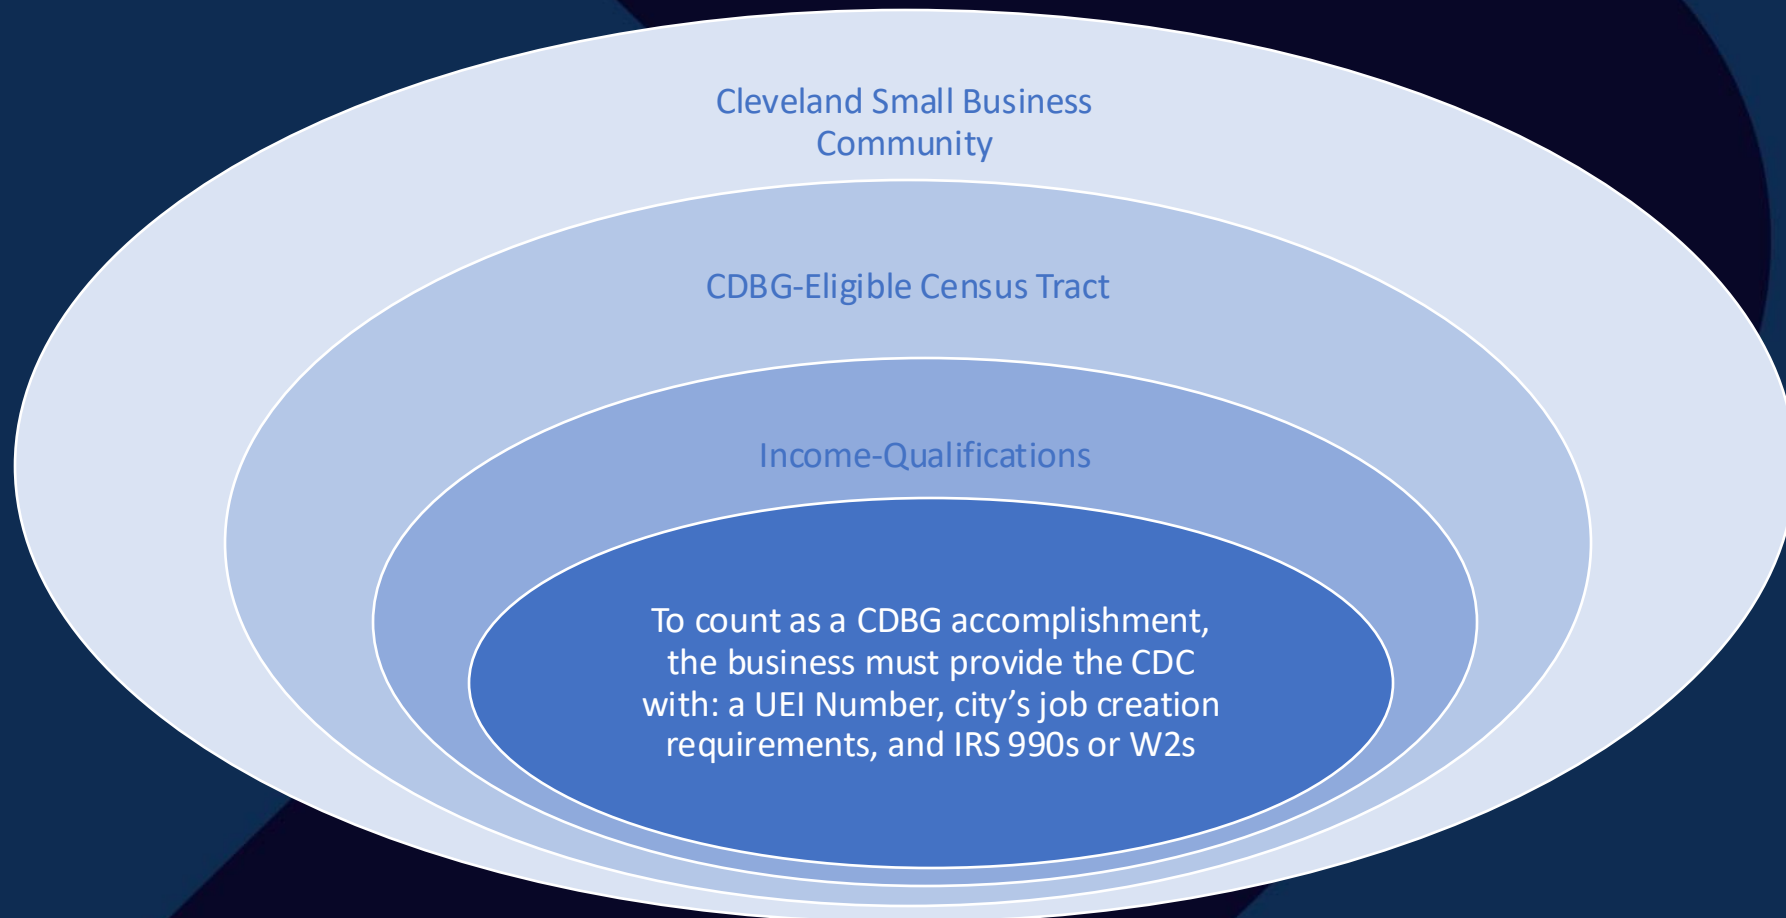 Cleveland Small Business
Community
CDBG-Eligible Census Tract
Income-Qualifications
To count as a CDBG accomplishment,
the business must provide the CDC
with: a UEI Number, city’s job creation
requirements, and IRS 990s or W2s